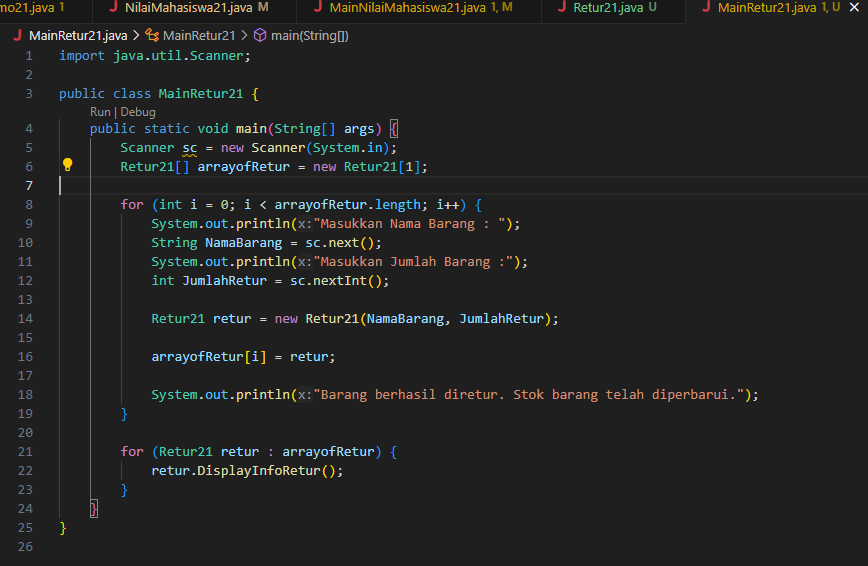 mo21.java 1 NilaiMahasiswa21.java M MainNilaiMahasiswa21.java 1, M Retur21.java U MainRetur21.java 1, U
MainRetur21.java > MainRetur21 > main(String[])
1 import java.util.Scanner;
2
3 public class MainRetur21 {
Run | Debug
4 public static void main(String[] args) {
5 Scanner sc = new Scanner(System.in);
6 Retur21[] arrayofRetur = new Retur21[1];
7
8 for (int i = 0; i < arrayofRetur.length; i++) {
9 System.out.println(x:"Masukkan Nama Barang : ");
10 String NamaBarang = sc.next();
11 System.out.println(x:"Masukkan Jumlah Barang :");
12 int JumlahRetur = sc.nextInt();
13
14 Retur21 retur = new Retur21(NamaBarang, JumlahRetur);
15
16 arrayofRetur[i] = retur;
17
18 System.out.println(x:"Barang berhasil diretur. Stok barang telah diperbarui.");
19 }
20
21 for (Retur21 retur : arrayofRetur) {
22 retur.DisplayInfoRetur();
23 }
24 }
25 }
26